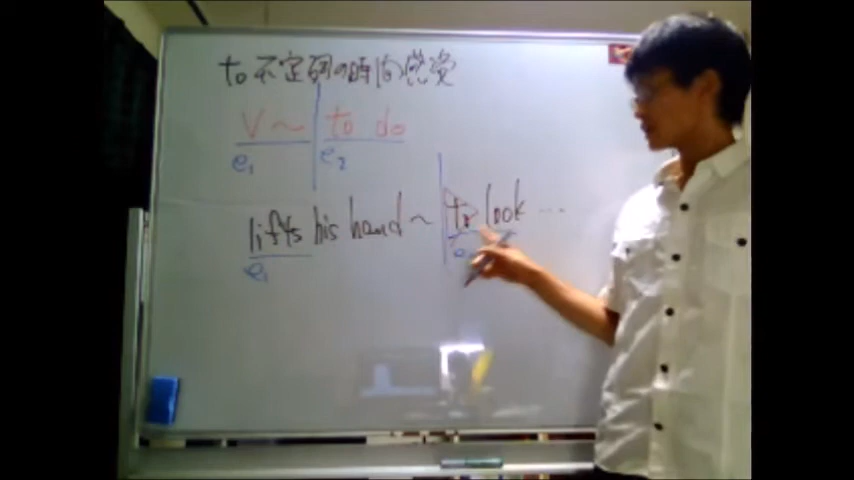 to 不定詞の時間感覚
V 〜 to do
e₁ e₂
lifts his hand 〜 to look …
e₁ e